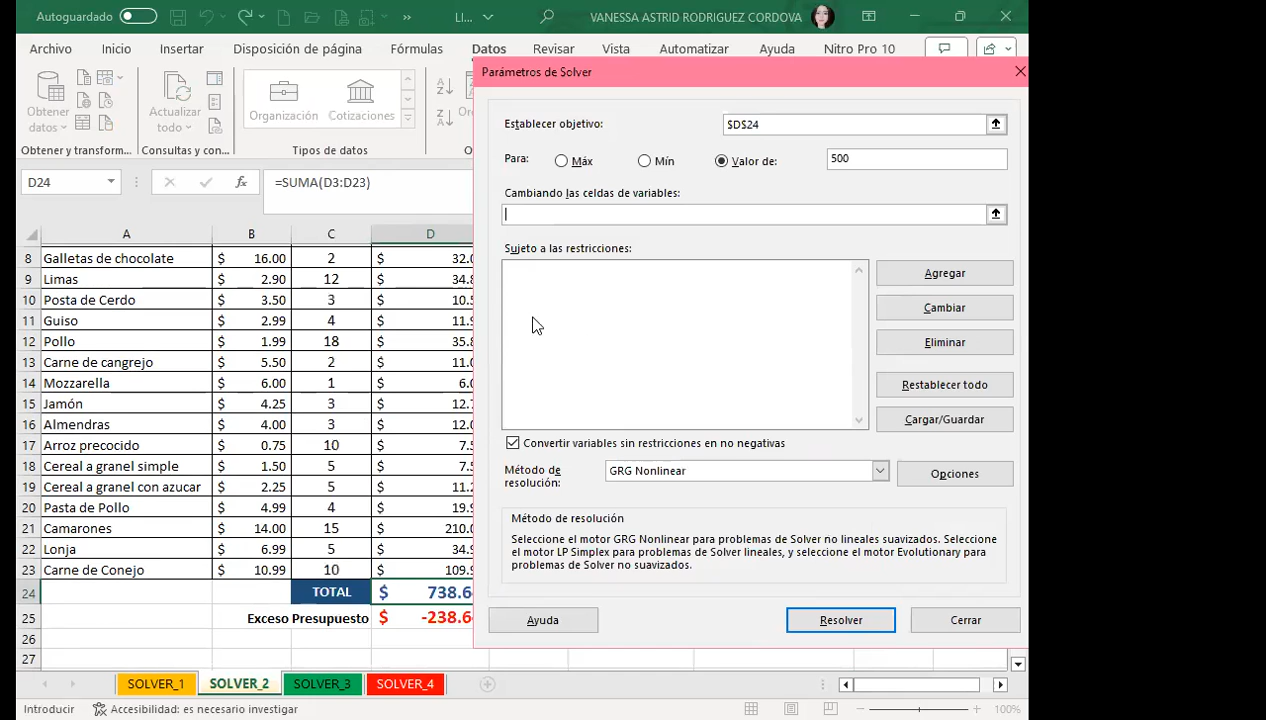 Autoguardado
LI...
VANESSA ASTRID RODRIGUEZ CORDOVA
Archivo Inicio Insertar Disposición de página Fórmulas Datos Revisar Vista Automatizar Ayuda Nitro Pro 10
Obtener datos
Actualizar todo
Organización Cotizaciones
Obtener y transform... Consultas y con... Tipos de datos
D24
fx =SUMA(D3:D23)
A B C D
8 Galletas de chocolate $ 16.00 2 $ 32.0
9 Limas $ 2.90 12 $ 34.8
10 Posta de Cerdo $ 3.50 3 $ 10.5
11 Guiso $ 2.99 4 $ 11.9
12 Pollo $ 1.99 18 $ 35.8
13 Carne de cangrejo $ 5.50 2 $ 11.0
14 Mozzarella $ 6.00 1 $ 6.0
15 Jamón $ 4.25 3 $ 12.7
16 Almendras $ 4.00 3 $ 12.0
17 Arroz precocido $ 0.75 10 $ 7.5
18 Cereal a granel simple $ 1.50 5 $ 7.5
19 Cereal a granel con azucar $ 2.25 5 $ 11.2
20 Pasta de Pollo $ 4.99 4 $ 19.9
21 Camarones $ 14.00 15 $ 210.0
22 Lonja $ 6.99 5 $ 34.9
23 Carne de Conejo $ 10.99 10 $ 109.9
24 TOTAL $ 738.6
25 Exceso Presupuesto $ -238.6
26
27
SOLVER_1 SOLVER_2 SOLVER_3 SOLVER_4
Introducir Accesibilidad: es necesario investigar 100%
Parámetros de Solver
Establecer objetivo: $D$24
Para: Máx Mín Valor de: 500
Cambiando las celdas de variables:
Sujeto a las restricciones:
Agregar
Cambiar
Eliminar
Restablecer todo
Cargar/Guardar
Convertir variables sin restricciones en no negativas
Método de resolución: GRG Nonlinear Opciones
Método de resolución
Seleccione el motor GRG Nonlinear para problemas de Solver no lineales suavizados. Seleccione
el motor LP Simplex para problemas de Solver lineales, y seleccione el motor Evolutionary para
problemas de Solver no suavizados.
Ayuda Resolver Cerrar